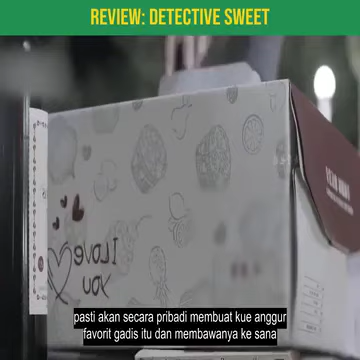 REVIEW: DETECTIVE SWEET
I Love
you
pasti akan secara pribadi membuat kue anggur
favorit gadis itu dan membawanya ke sana